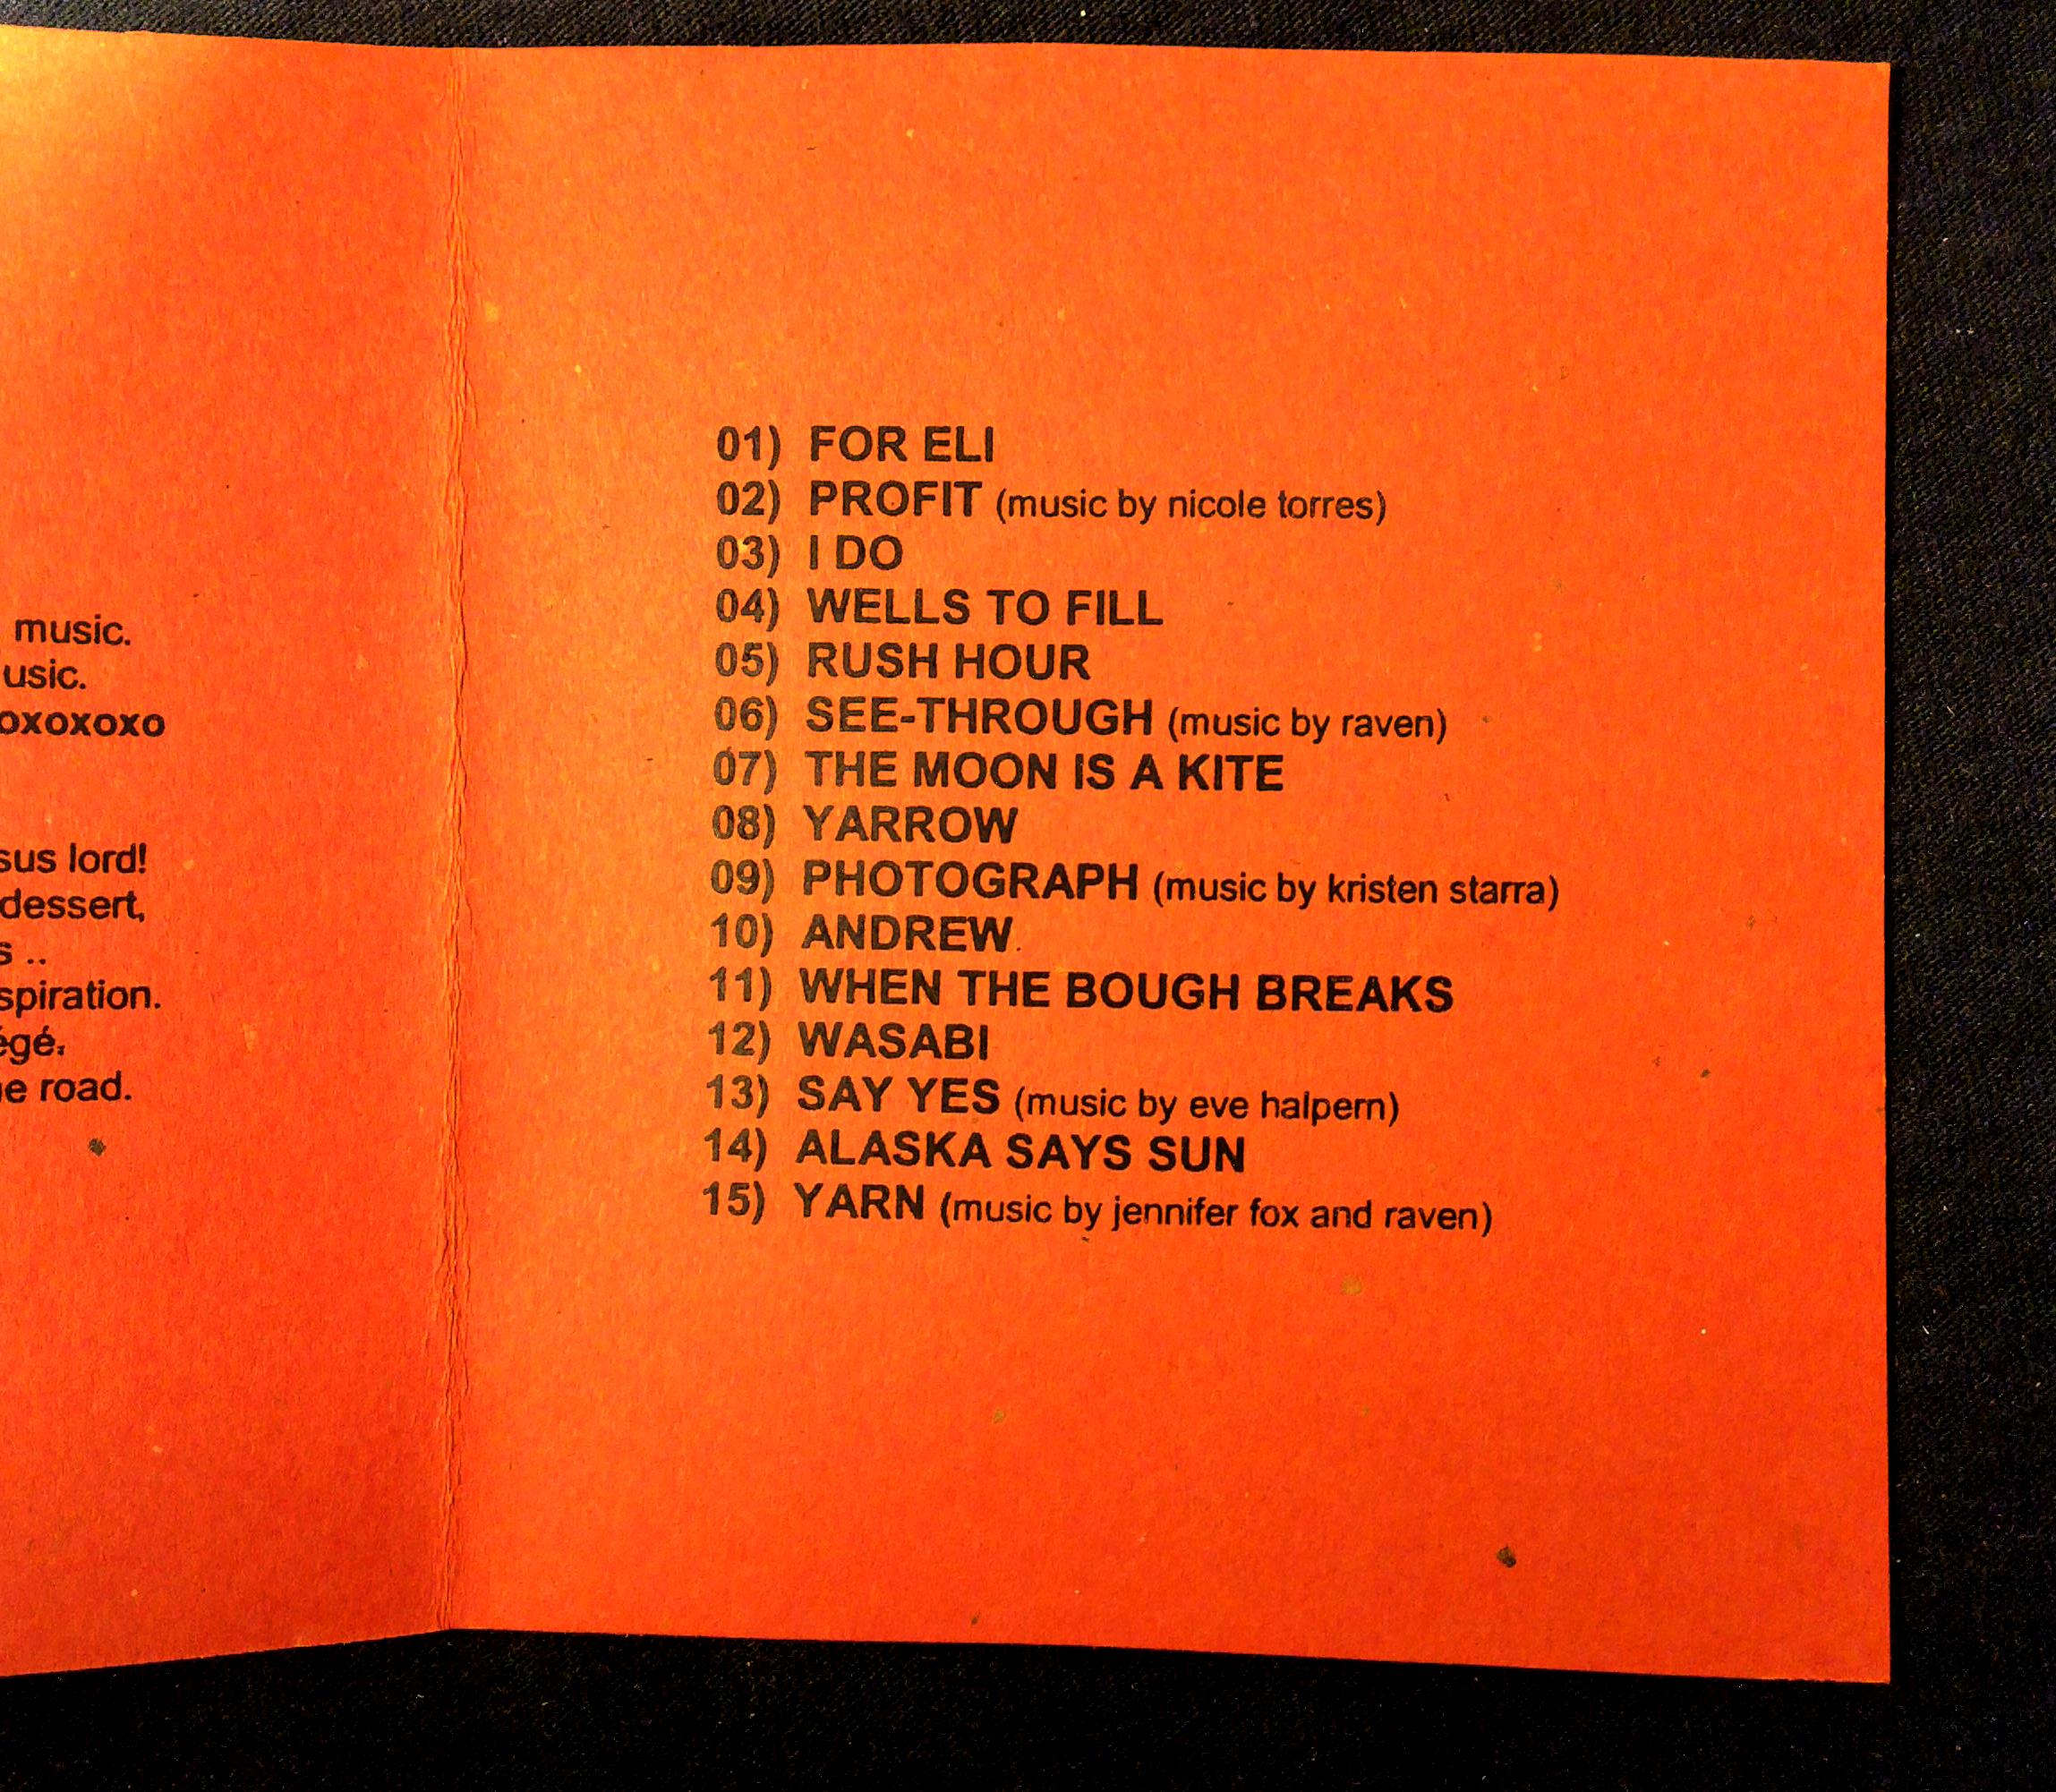 music.
usic.
oxoxoxo
sus lord!
dessert,
s ..
spiration.
égé.
e road.
01) FOR ELI
02) PROFIT (music by nicole torres)
03) I DO
04) WELLS TO FILL
05) RUSH HOUR
06) SEE-THROUGH (music by raven)
07) THE MOON IS A KITE
08) YARROW
09) PHOTOGRAPH (music by kristen starra)
10) ANDREW
11) WHEN THE BOUGH BREAKS
12) WASABI
13) SAY YES (music by eve halpern)
14) ALASKA SAYS SUN
15) YARN (music by jennifer fox and raven)